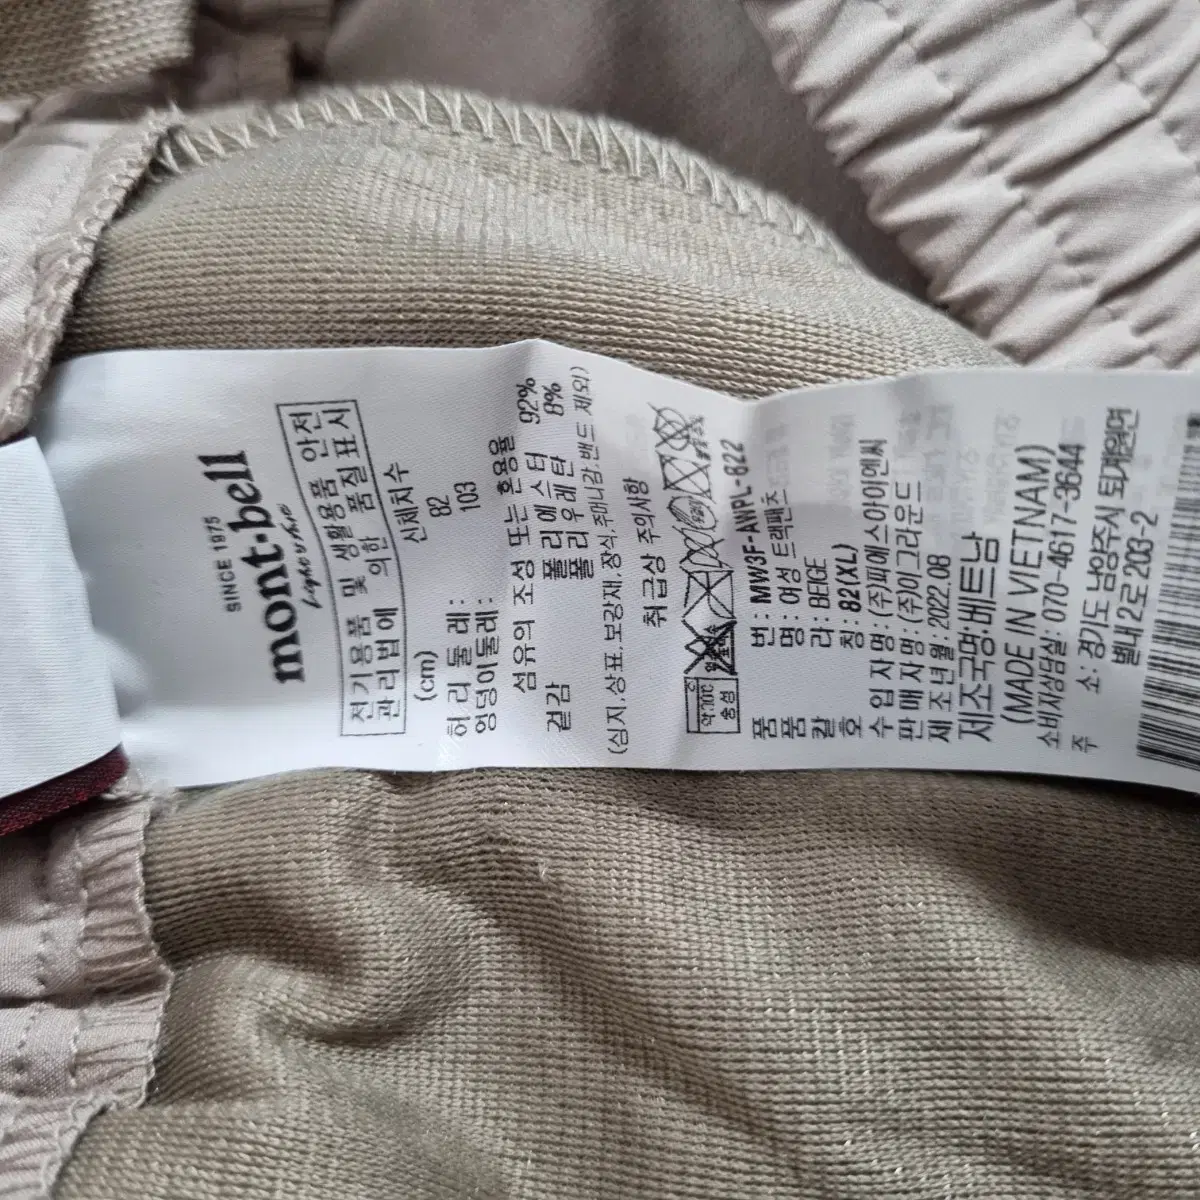 SINCE 1975
mont-bell
Light & Fast
전기용품 및 생활용품 안전
관리법에 의한 품질표시
(cm) 신체치수
허리둘레: 82
엉덩이둘레: 103
섬유의 조성 또는 혼용율
겉감 폴리에스터 92%
폴리우레탄 8%
(심지,상표,보강재,장식,주머니감,밴드 제외)
취급상 주의사항
약30℃
중성
품번: MW3F-AWPL-622
품명: 여성 트랙팬츠
칼라: BEIGE
호칭: 82(XL)
수입자명: (주)피에스아이엔씨
판매자명: (주)이그라운드
제조년월: 2022.08
제조국명:베트남
(MADE IN VIETNAM)
소비자상담실: 070-4617-3644
주소: 경기도 남양주시 퇴계원면
별내2로 203-2